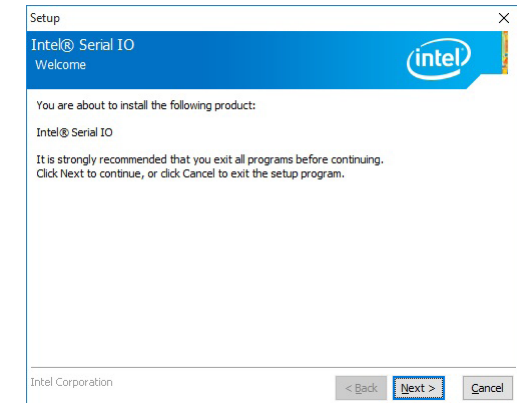 Setup
Intel® Serial IO
Welcome
intel
You are about to install the following product:
Intel® Serial IO
It is strongly recommended that you exit all programs before continuing.
Click Next to continue, or click Cancel to exit the setup program.
Intel Corporation
< Back Next > Cancel